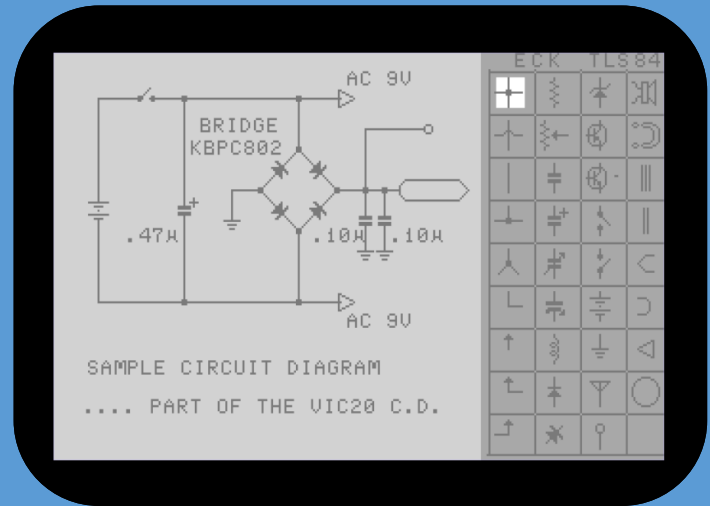 ECK TLS84
AC 9V
BRIDGE
KBPC802
.47µ
.10µ .10µ
AC 9V
SAMPLE CIRCUIT DIAGRAM
.... PART OF THE VIC20 C.D.